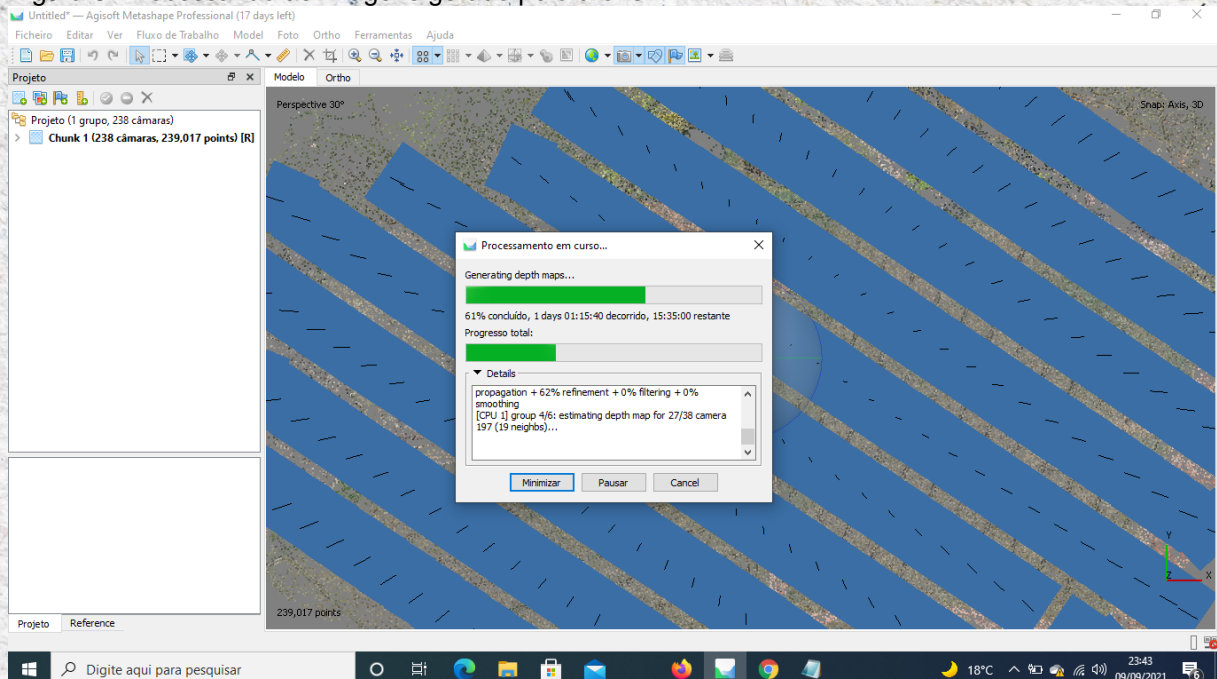 Untitled* — Agisoft Metashape Professional (17 days left)
Ficheiro Editar Ver Fluxo de Trabalho Model Foto Ortho Ferramentas Ajuda
Projeto
Modelo Ortho
Perspective 30°
Snap: Axis, 3D
Projeto (1 grupo, 238 câmaras)
Chunk 1 (238 câmaras, 239,017 points) [R]
Processamento em curso...
Generating depth maps...
61% concluído, 1 days 01:15:40 decorrido, 15:35:00 restante
Progresso total:
Details
propagation + 62% refinement + 0% filtering + 0%
smoothing
[CPU 1] group 4/6: estimating depth map for 27/38 camera
197 (19 neighbs)...
Minimizar Pausar Cancel
Y
Z X
239,017 points
Projeto Reference
Digite aqui para pesquisar
18°C
23:43
09/09/2021
6